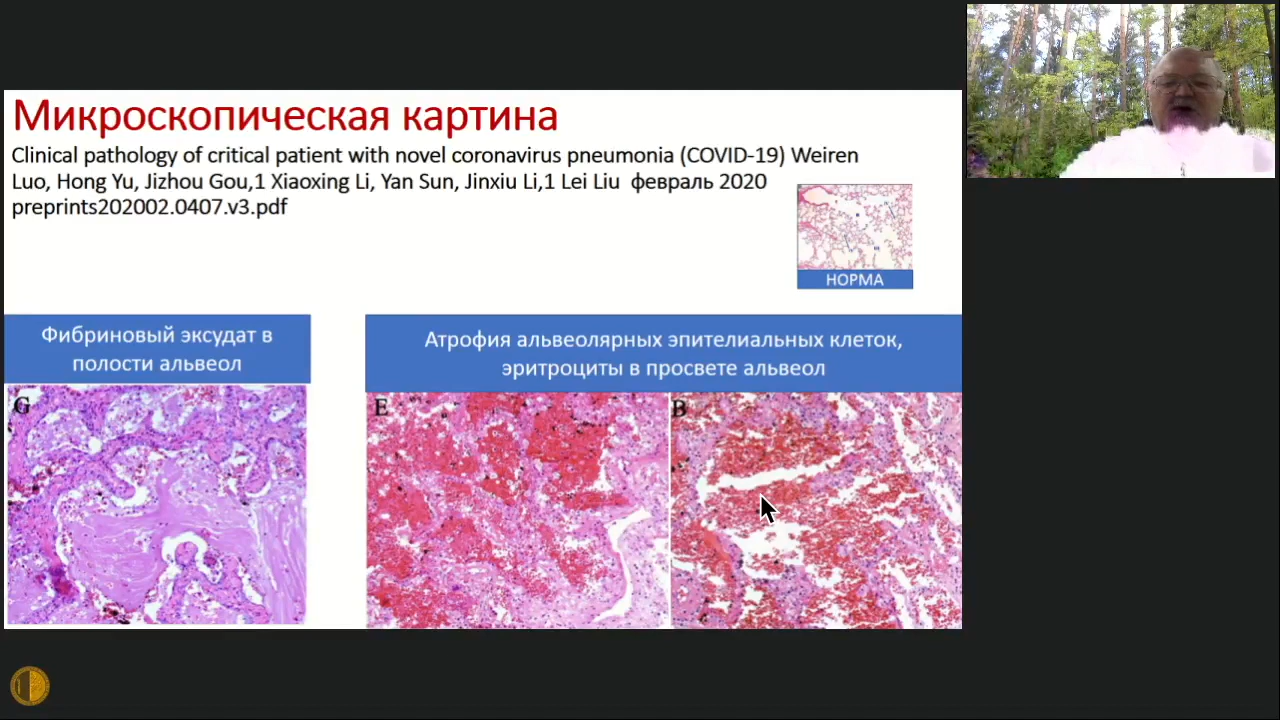 Микроскопическая картина
Clinical pathology of critical patient with novel coronavirus pneumonia (COVID-19) Weiren
Luo, Hong Yu, Jizhou Gou,1 Xiaoxing Li, Yan Sun, Jinxiu Li,1 Lei Liu февраль 2020
preprints202002.0407.v3.pdf
НОРМА
Фибриновый эксудат в
полости альвеол
Атрофия альвеолярных эпителиальных клеток,
эритроциты в просвете альвеол
G
E
B